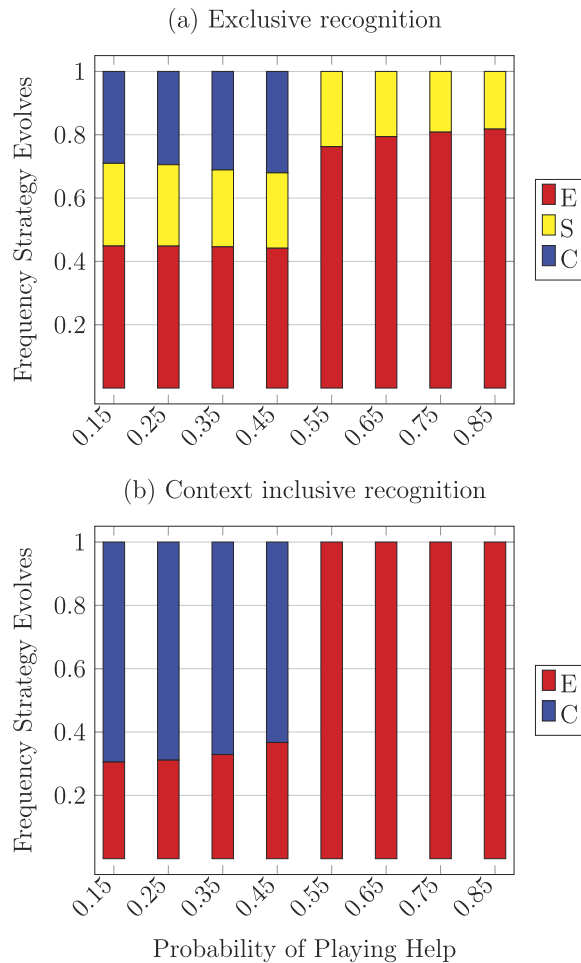 (a) Exclusive recognition
Frequency Strategy Evolves
1
0.8
0.6
0.4
0.2
0.15 0.25 0.35 0.45 0.55 0.65 0.75 0.85
E
S
C
(b) Context inclusive recognition
Frequency Strategy Evolves
1
0.8
0.6
0.4
0.2
0.15 0.25 0.35 0.45 0.55 0.65 0.75 0.85
E
C
Probability of Playing Help